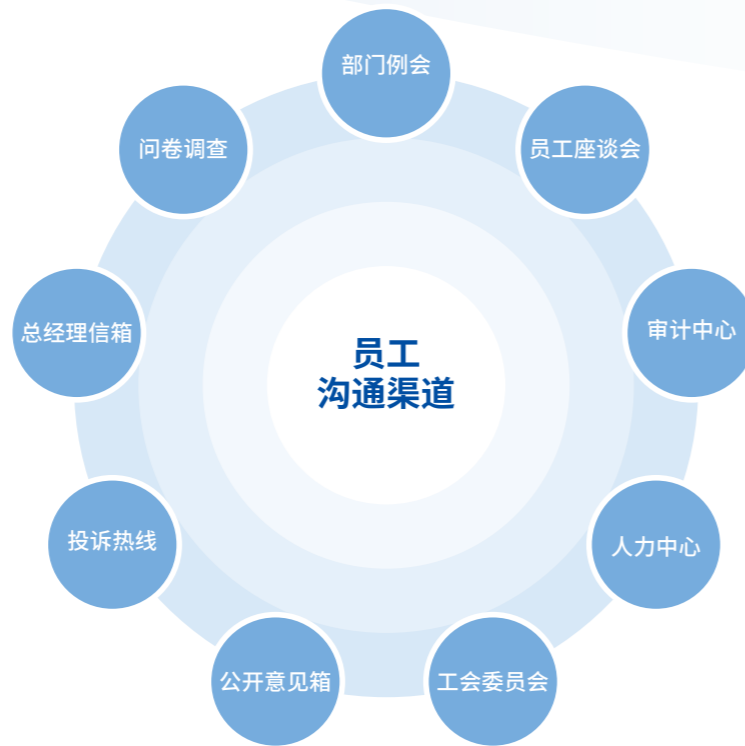 部门例会
问卷调查
员工座谈会
总经理信箱
审计中心
员工
沟通渠道
投诉热线
人力中心
公开意见箱
工会委员会